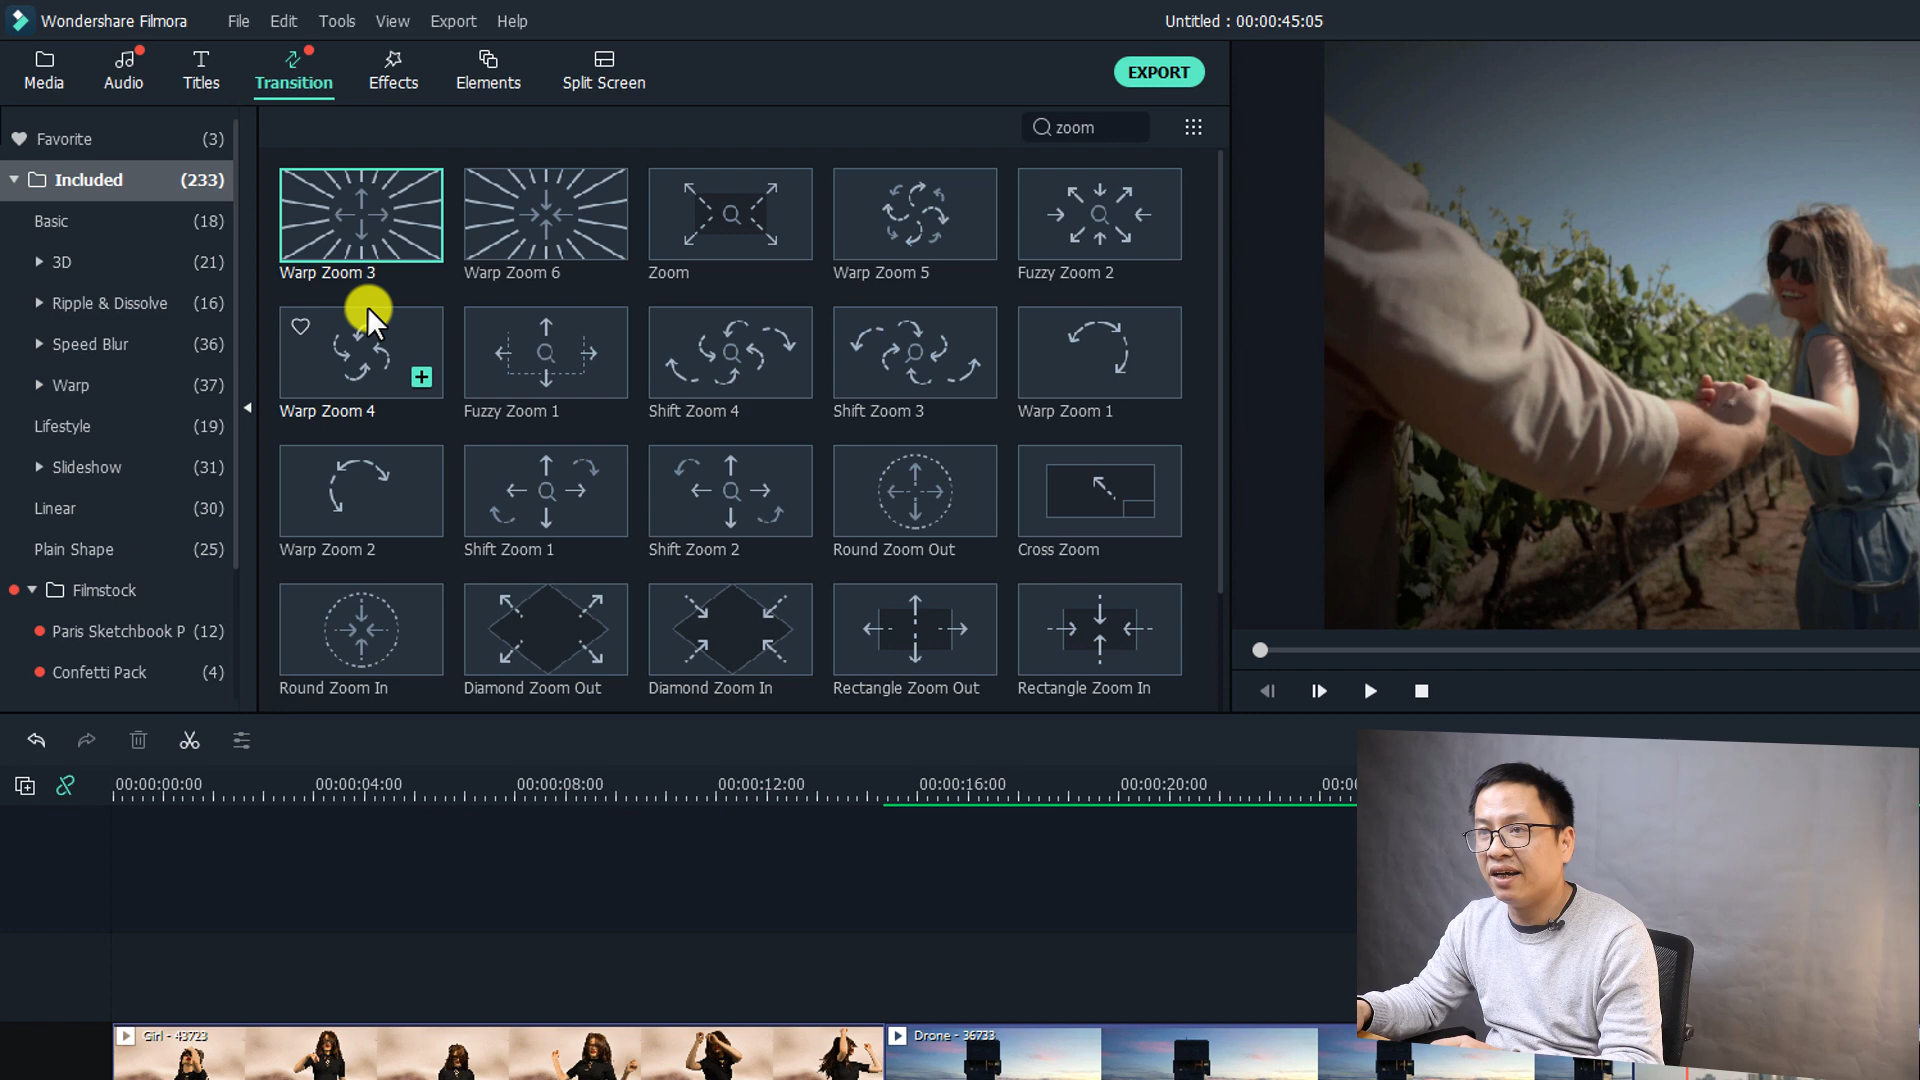 Wondershare Filmora File Edit Tools View Export Help Untitled : 00:00:45:05
Media Audio Titles Transition Effects Elements Split Screen EXPORT
zoom
Favorite (3)
Included (233)
Basic (18)
3D (21)
Ripple & Dissolve (16)
Speed Blur (36)
Warp (37)
Lifestyle (19)
Slideshow (31)
Linear (30)
Plain Shape (25)
Filmstock
Paris Sketchbook P (12)
Confetti Pack (4)
Warp Zoom 3 Warp Zoom 6 Zoom Warp Zoom 5 Fuzzy Zoom 2
Warp Zoom 4 Fuzzy Zoom 1 Shift Zoom 4 Shift Zoom 3 Warp Zoom 1
Warp Zoom 2 Shift Zoom 1 Shift Zoom 2 Round Zoom Out Cross Zoom
Round Zoom In Diamond Zoom Out Diamond Zoom In Rectangle Zoom Out Rectangle Zoom In
00:00:00:00 00:00:04:00 00:00:08:00 00:00:12:00 00:00:16:00 00:00:20:00 00:00
Girl - 43723 Drone - 36733